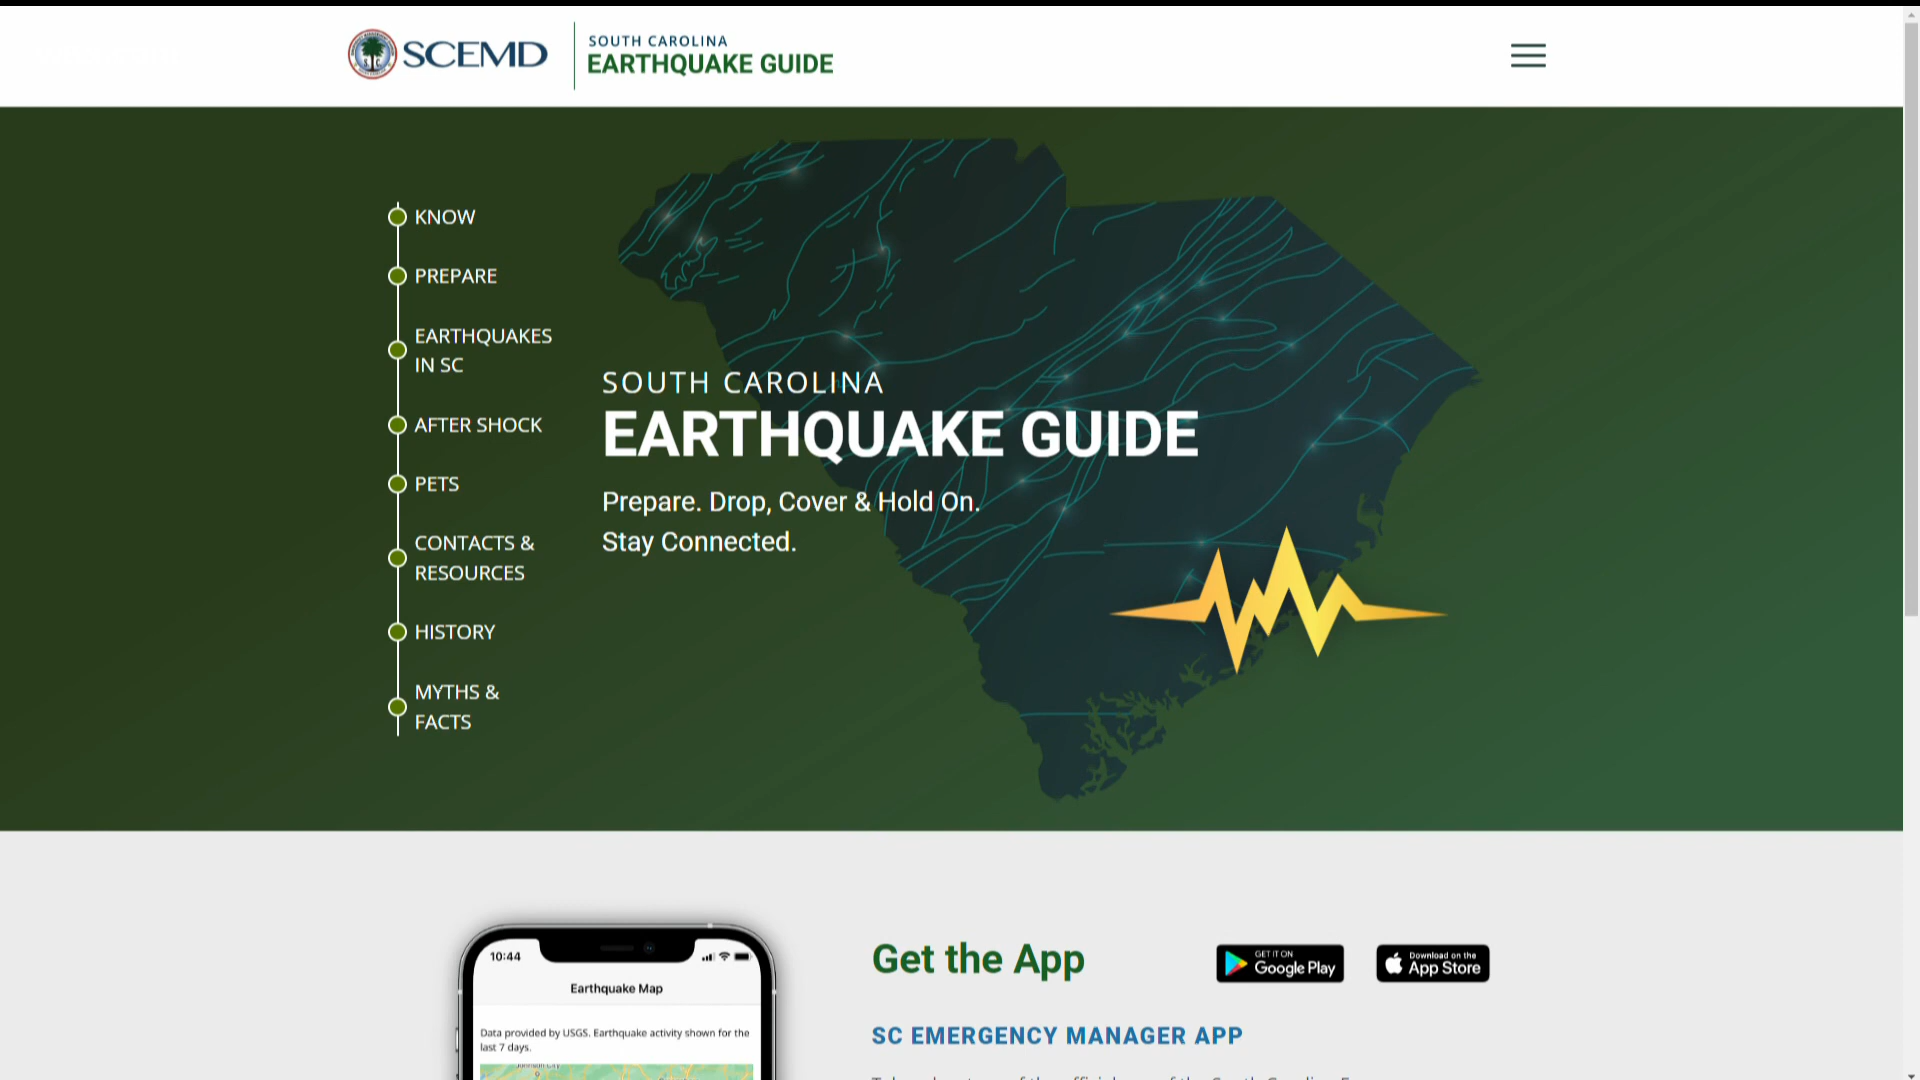 SCEMD
SOUTH CAROLINA
EARTHQUAKE GUIDE
KNOW
PREPARE
EARTHQUAKES
IN SC
AFTER SHOCK
PETS
CONTACTS &
RESOURCES
HISTORY
MYTHS &
FACTS
SOUTH CAROLINA
EARTHQUAKE GUIDE
Prepare. Drop, Cover & Hold On.
Stay Connected.
10:44
Earthquake Map
Data provided by USGS. Earthquake activity shown for the
last 7 days.
Johnson City
Get the App
GET IT ON
Google Play
Download on the
App Store
SC EMERGENCY MANAGER APP